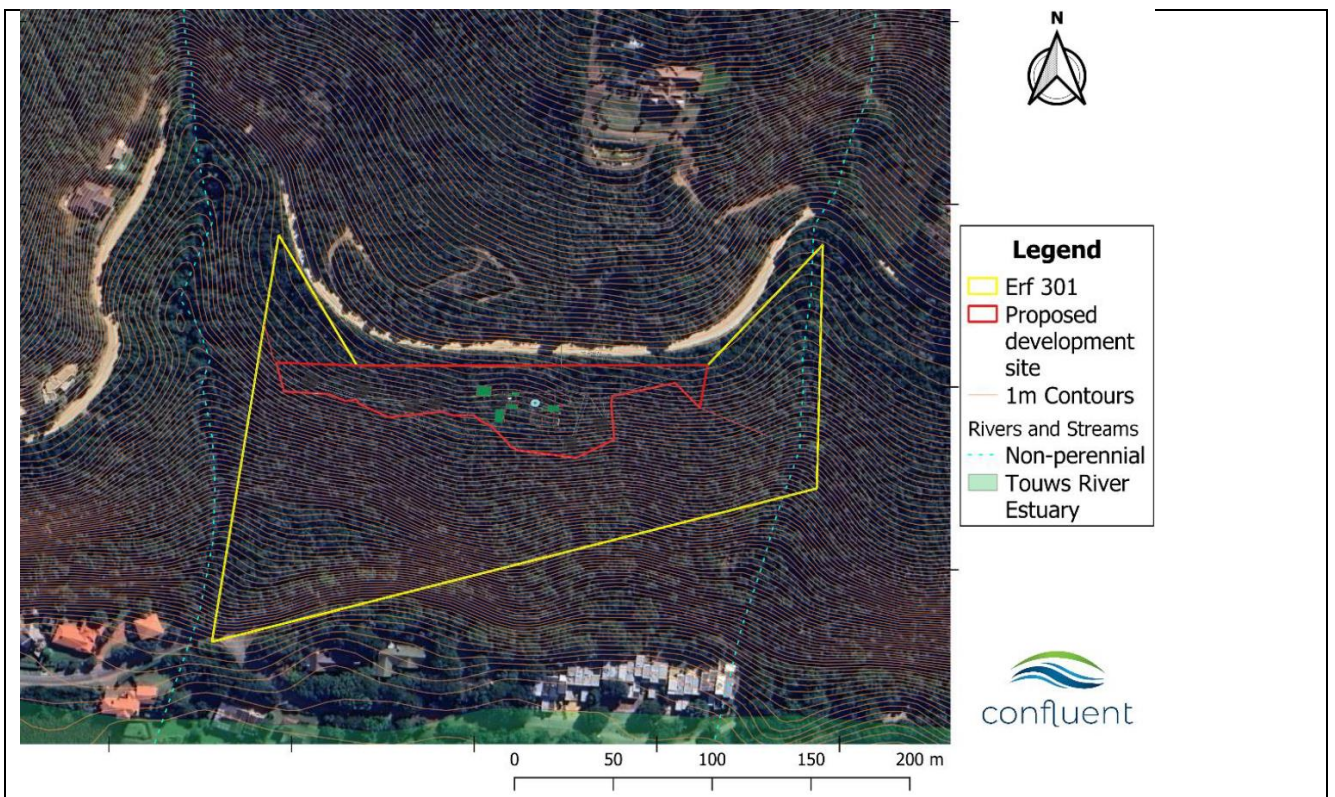 N
Legend
Erf 301
Proposed
development
site
1m Contours
Rivers and Streams
Non-perennial
Touws River
Estuary
confluent
0 50 100 150 200 m